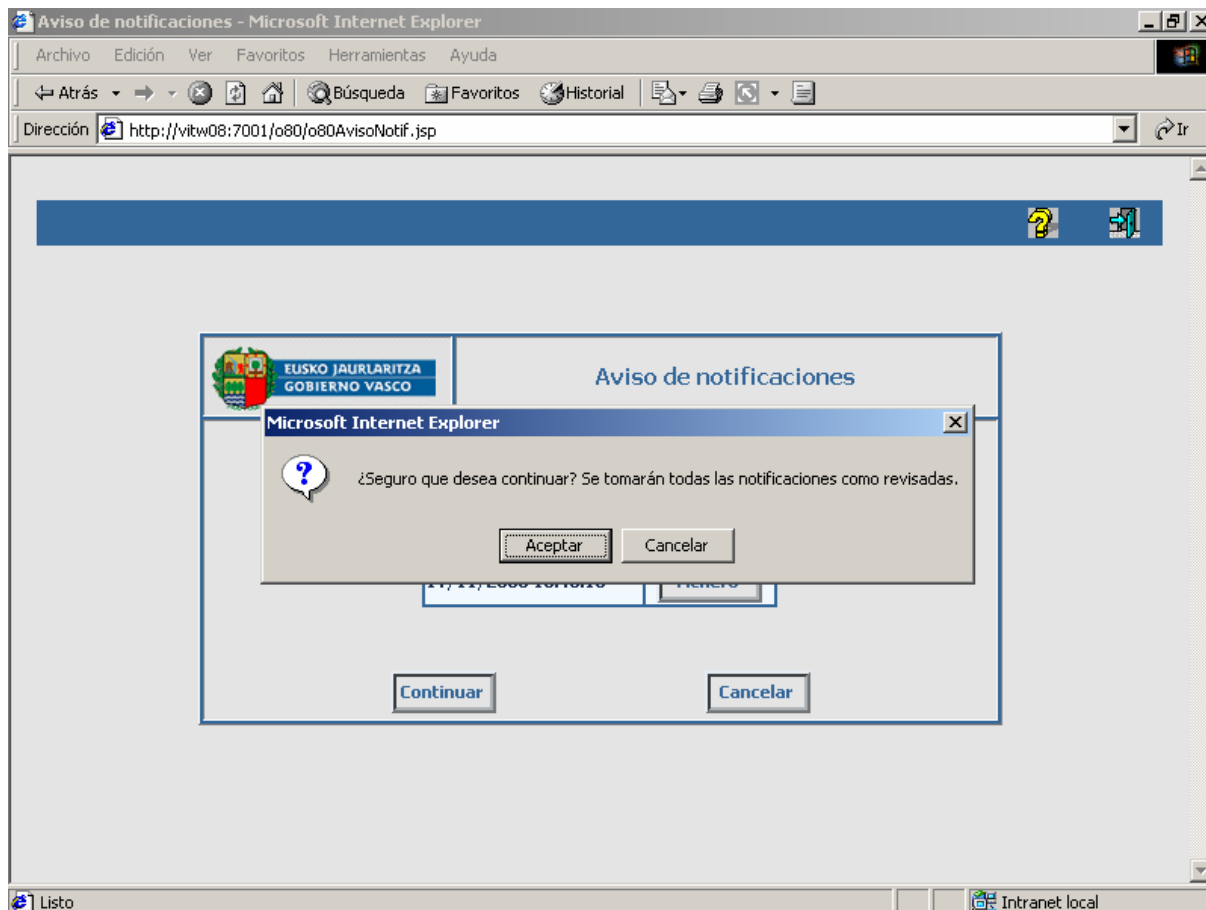 Aviso de notificaciones - Microsoft Internet Explorer
Archivo Edición Ver Favoritos Herramientas Ayuda
Atrás Búsqueda Favoritos Historial
Dirección http://vitw08:7001/o80/o80AvisoNotif.jsp Ir
EUSKO JAURLARITZA
GOBIERNO VASCO
Aviso de notificaciones
Microsoft Internet Explorer
¿Seguro que desea continuar? Se tomarán todas las notificaciones como revisadas.
Aceptar Cancelar
Continuar Cancelar
Listo Intranet local